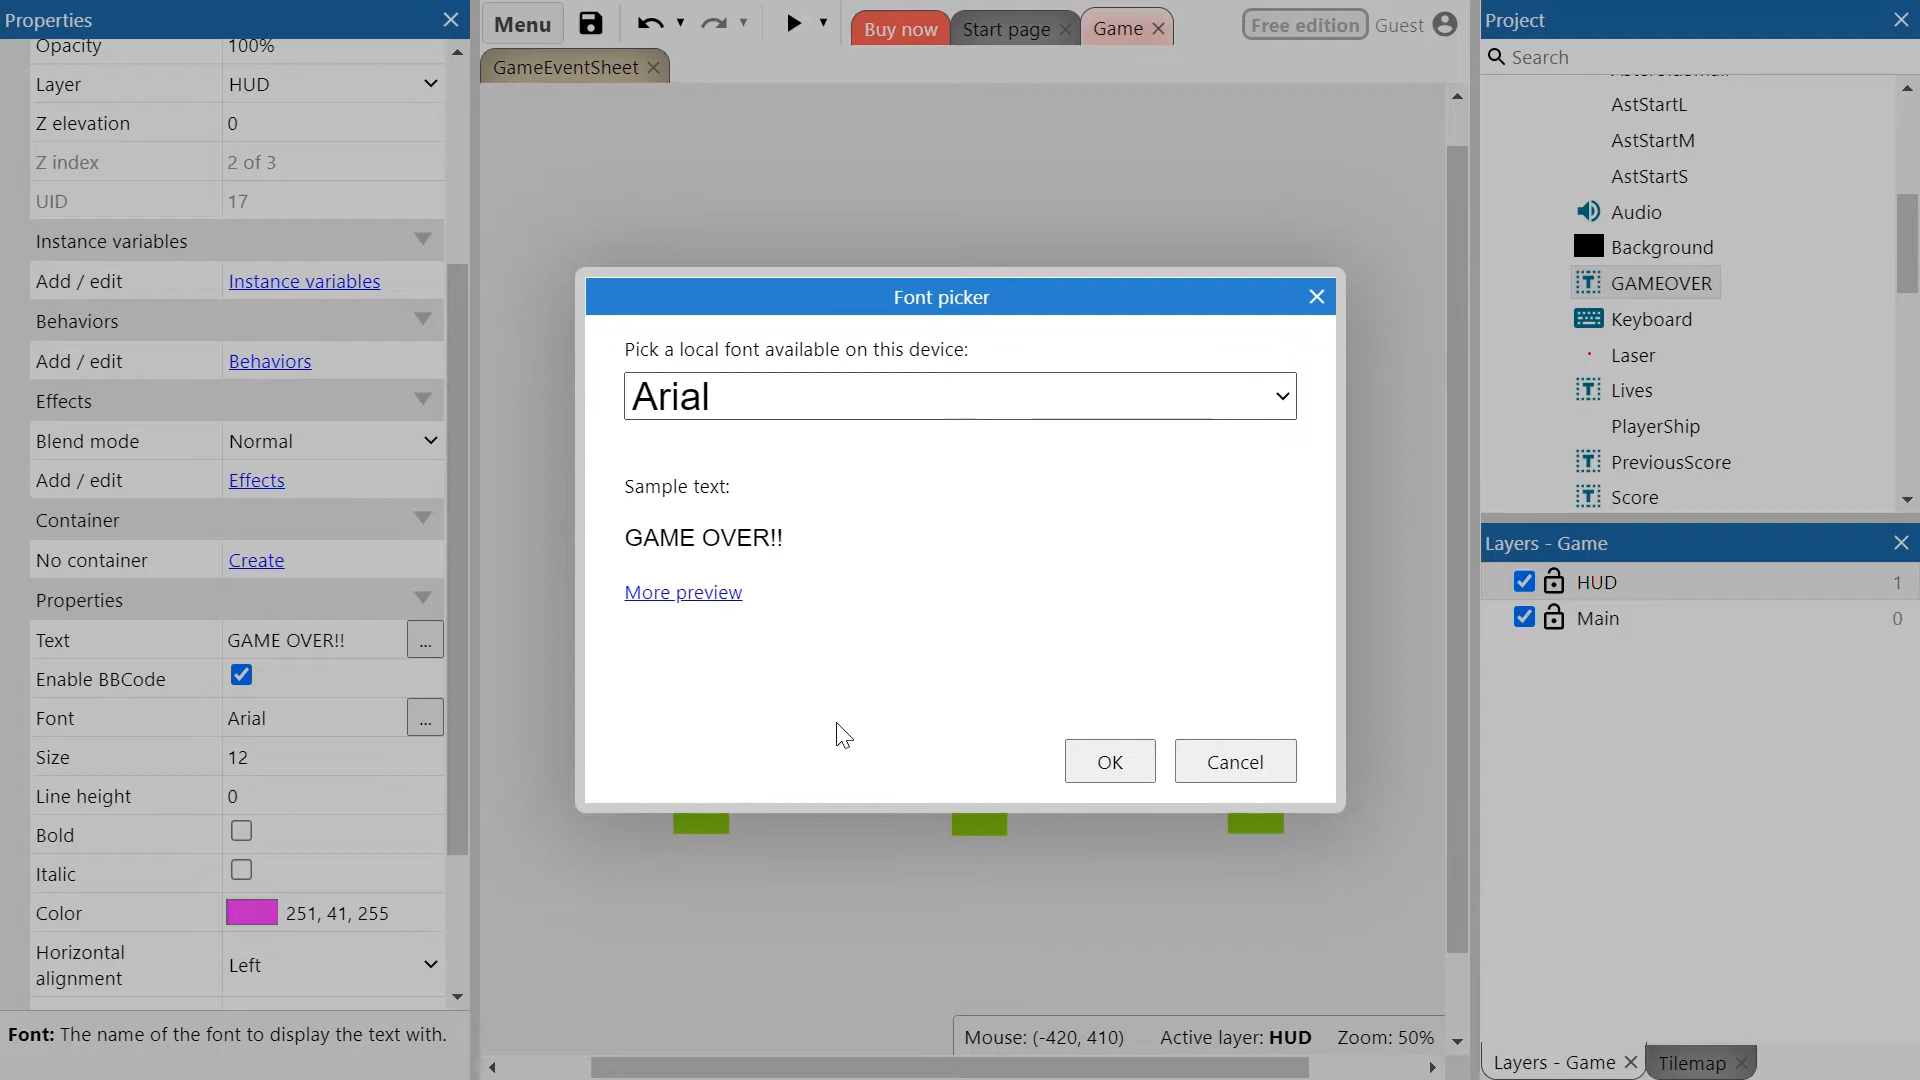 Properties
Opacity 100%
Layer HUD
Z elevation 0
Z index 2 of 3
UID 17
Instance variables
Add / edit Instance variables
Behaviors
Add / edit Behaviors
Effects
Blend mode Normal
Add / edit Effects
Container
No container Create
Properties
Text GAME OVER!! ...
Enable BBCode
Font Arial ...
Size 12
Line height 0
Bold
Italic
Color 251, 41, 255
Horizontal
alignment Left
Font: The name of the font to display the text with.
Menu
Buy now Start page Game
Free edition Guest
GameEventSheet
Font picker
Pick a local font available on this device:
Arial
Sample text:
GAME OVER!!
More preview
OK Cancel
Mouse: (-420, 410) Active layer: HUD Zoom: 50%
Project
Search
AstStartL
AstStartM
AstStartS
Audio
Background
GAMEOVER
Keyboard
Laser
Lives
PlayerShip
PreviousScore
Score
Layers - Game
HUD 1
Main 0
Layers - Game Tilemap